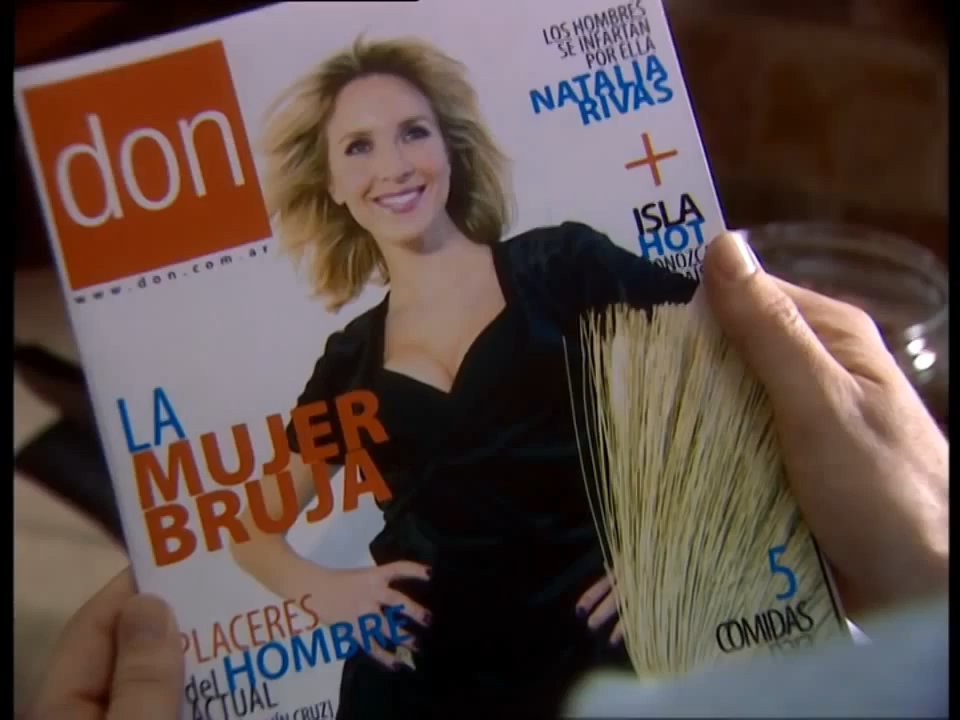 don
www.don.com.ar
LOS HOMBRES
SE INFARTAN
POR ELLA
NATALIA
RIVAS
+
ISLA
HOT
LA
MUJER
BRUJA
PLACERES
del HOMBRE
ACTUAL
5
COMIDAS